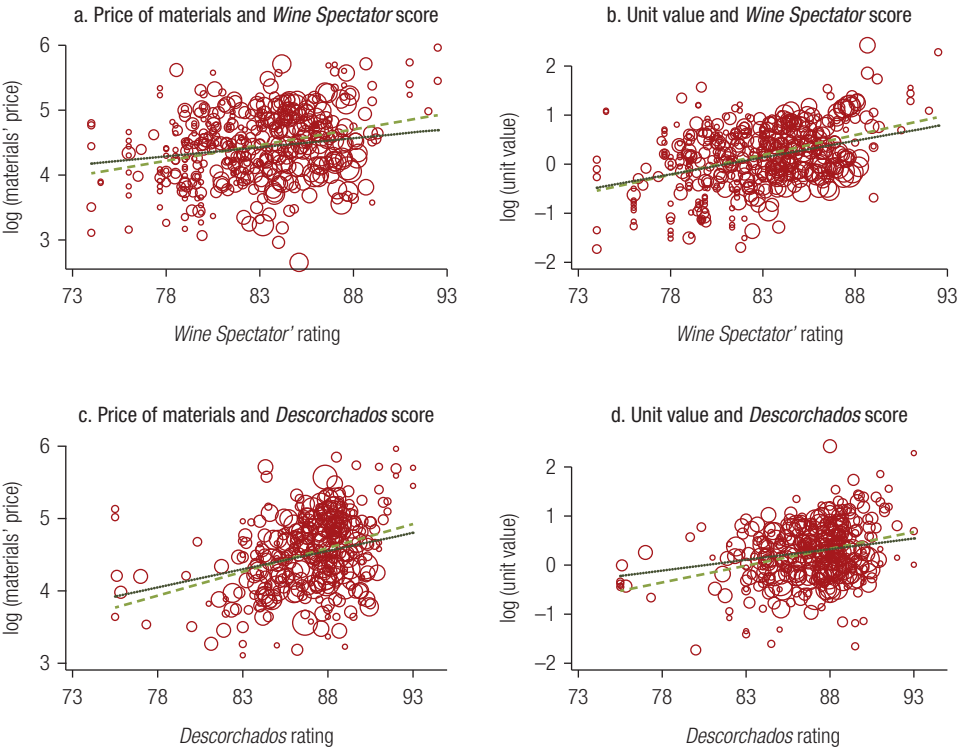 a. Price of materials and Wine Spectator score
log (materials' price)
6
5
4
3
73 78 83 88 93
Wine Spectator' rating
b. Unit value and Wine Spectator score
log (unit value)
2
1
0
–1
–2
73 78 83 88 93
Wine Spectator' rating
c. Price of materials and Descorchados score
log (materials' price)
6
5
4
3
73 78 83 88 93
Descorchados rating
d. Unit value and Descorchados score
log (unit value)
2
1
0
–1
–2
73 78 83 88 93
Descorchados rating